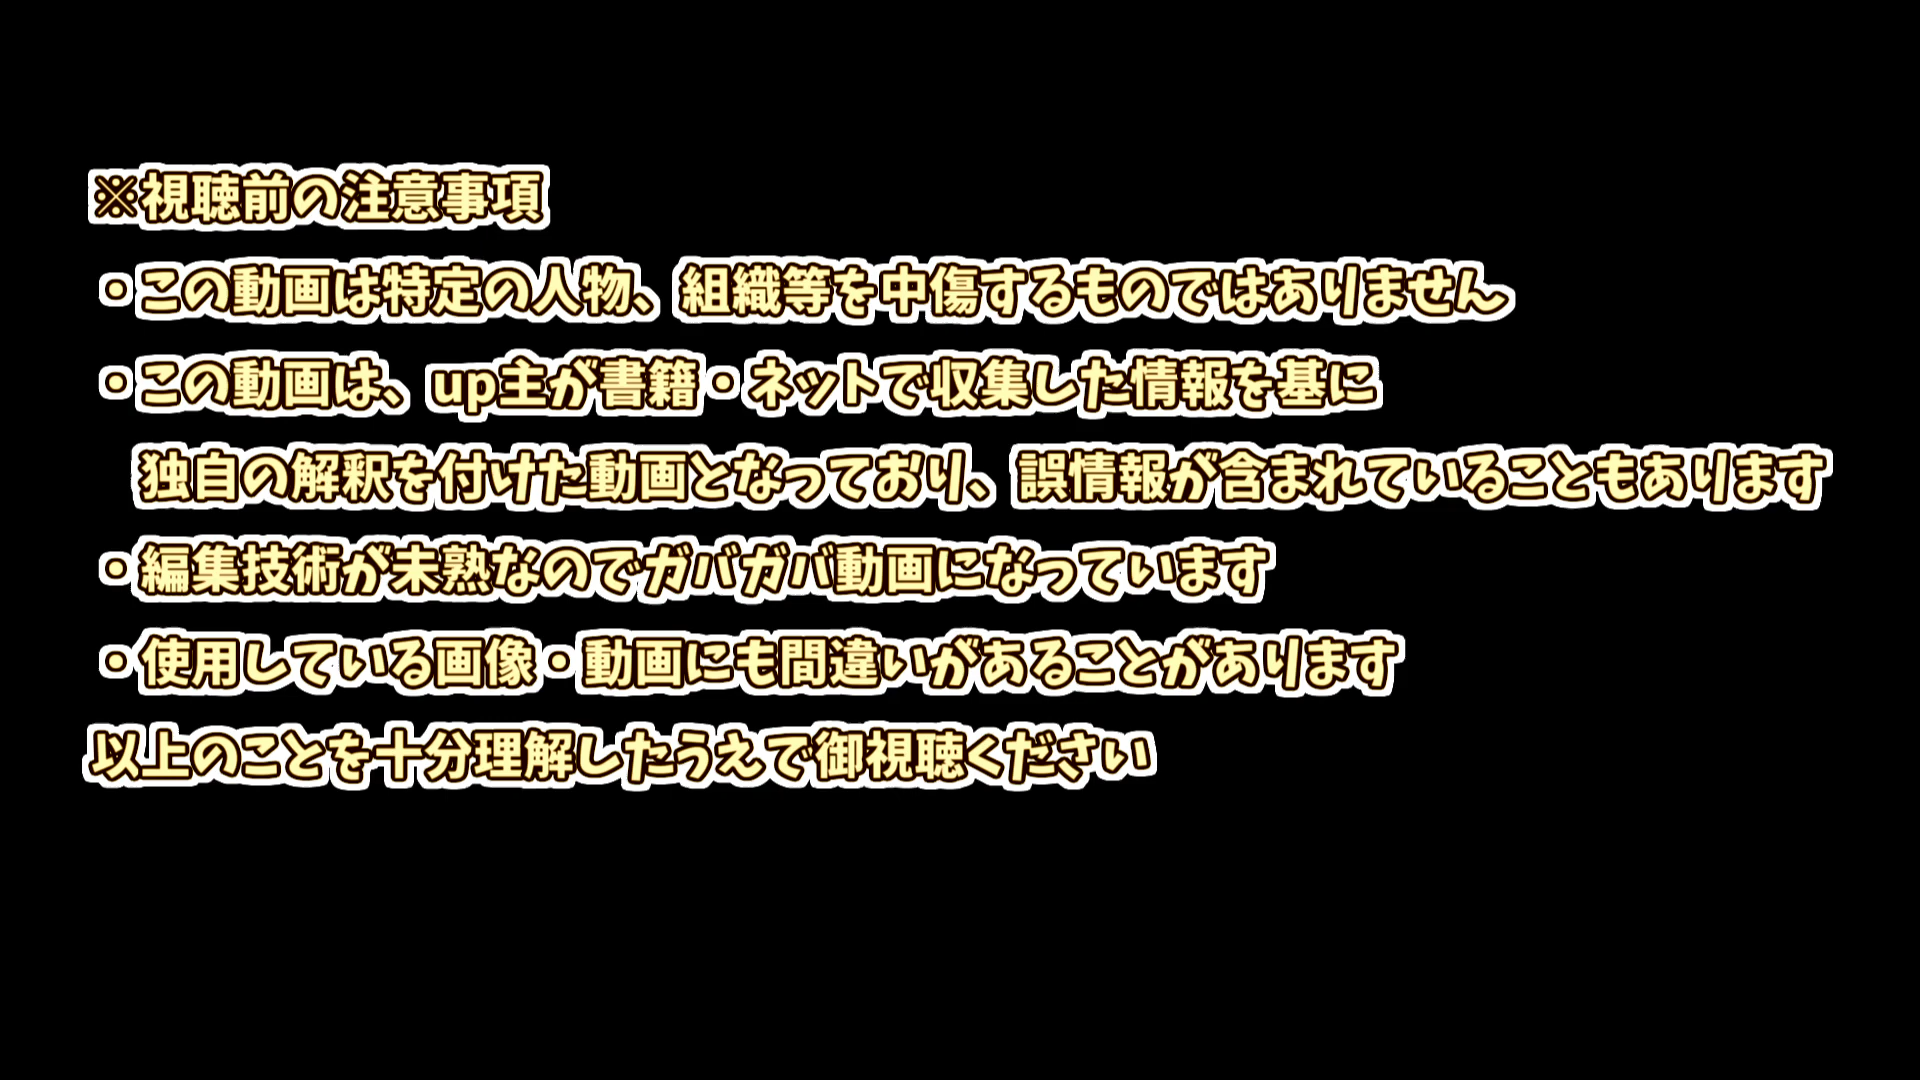 ※視聴前の注意事項
・この動画は特定の人物、組織等を中傷するものではありません
・この動画は、up主が書籍・ネットで収集した情報を基に
独自の解釈を付けた動画となっており、誤情報が含まれていることもあります
・編集技術が未熟なのでガバガバ動画になっています
・使用している画像・動画にも間違いがあることがあります
以上のことを十分理解したうえで御視聴ください